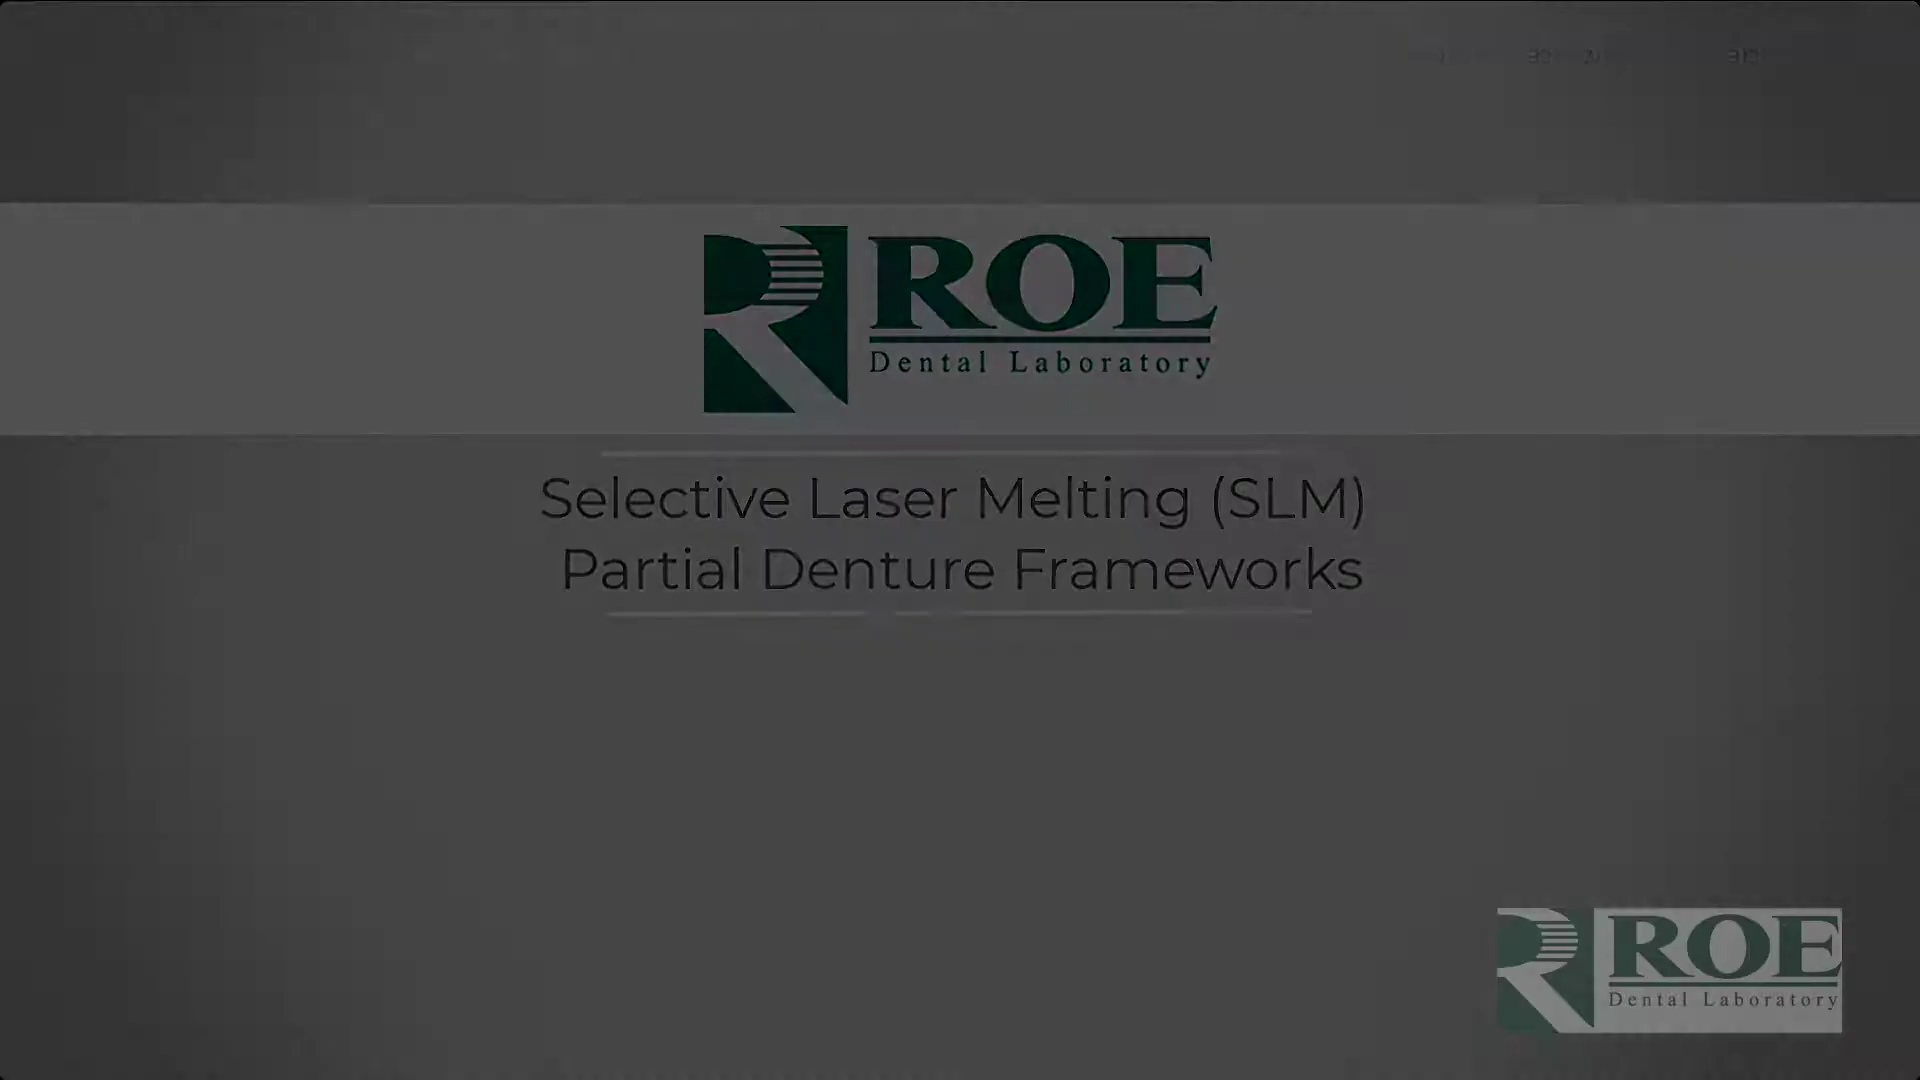 ROE
Dental Laboratory
Selective Laser Melting (SLM)
Partial Denture Frameworks
ROE
Dental Laboratory